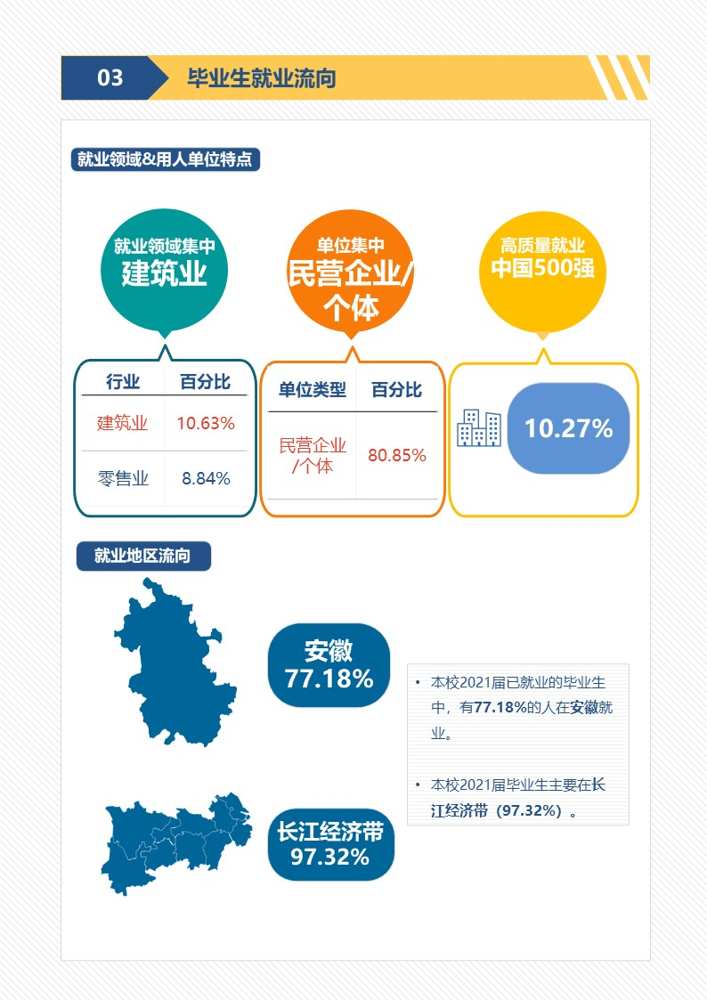 03
毕业生就业流向
就业领域&用人单位特点
就业领域集中
建筑业
单位集中
民营企业/
个体
高质量就业
中国500强
行业 百分比
建筑业 10.63%
零售业 8.84%
单位类型 百分比
民营企业
/个体
80.85%
10.27%
就业地区流向
安徽
77.18%
• 本校2021届已就业的毕业生
中，有77.18%的人在安徽就
业。
• 本校2021届毕业生主要在长
江经济带（97.32%）。
长江经济带
97.32%